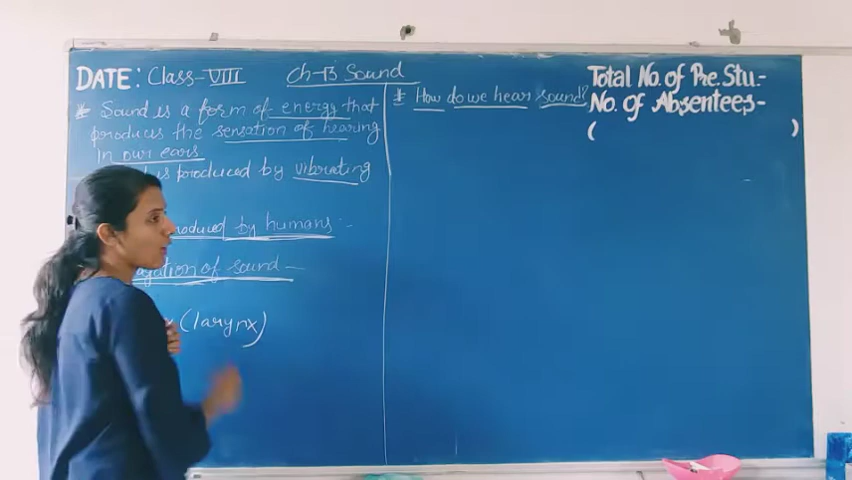 DATE: Class-VIII Ch-13 Sound
* Sound is a form of energy that
produces the sensation of hearing
in our ears.
is produced by vibrating
produced by humans :-
of sound -
(larynx)
* How do we hear sound?
Total No. of Pre. Stu:-
No. of Absentees-
( )